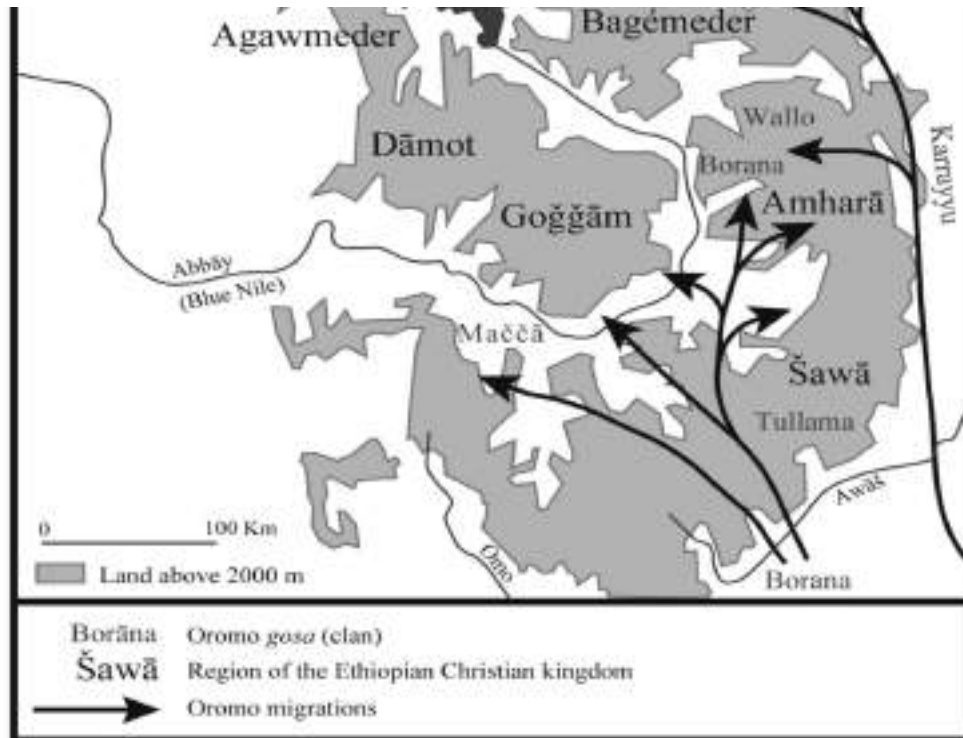 Agawmeder
Bagémeder
Wallo
Karrayyu
Dāmot
Borana
Amharā
Goǧǧām
Abbāy
(Blue Nile)
Maččā
Šawā
Tullama
Awāš
0 100 Km
Omo
Land above 2000 m
Borana
Borāna Oromo gosa (clan)
Šawā Region of the Ethiopian Christian kingdom
Oromo migrations